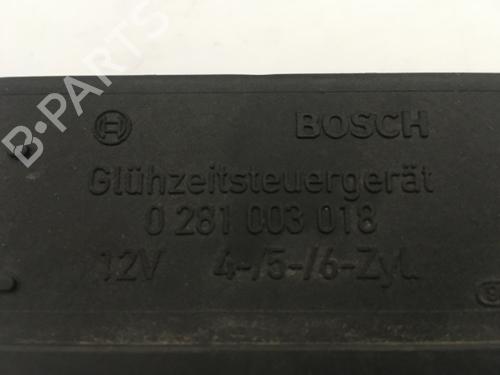 BOSCH
Glühzeitsteuergerät
0 281 003 018
12V 4-/5-/6-Zyl.
B-PARTS